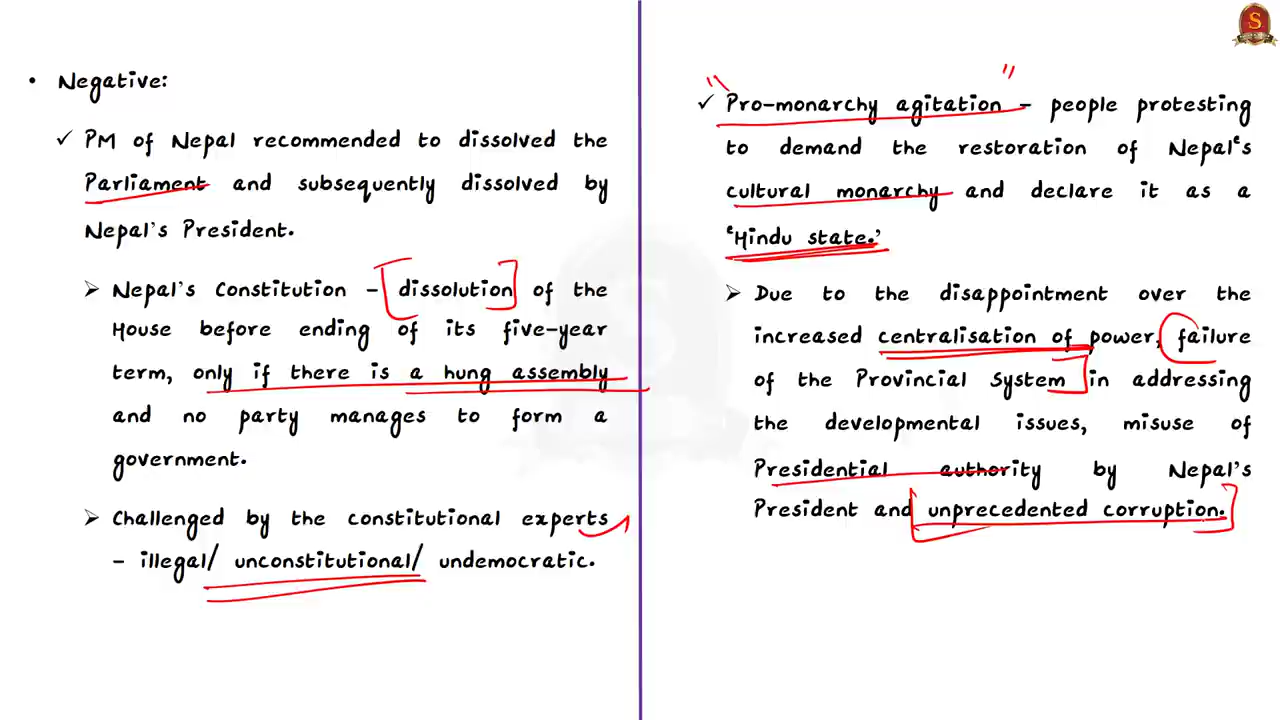 • Negative:
✓ PM of Nepal recommended to dissolved the
Parliament and subsequently dissolved by
Nepal's President.
➢ Nepal's Constitution – dissolution of the
House before ending of its five-year
term, only if there is a hung assembly
and no party manages to form a
government.
➢ Challenged by the constitutional experts
– illegal/ unconstitutional/ undemocratic.
✓ Pro-monarchy agitation – people protesting
to demand the restoration of Nepal‘s
cultural monarchy and declare it as a
‘Hindu state.’
➢ Due to the disappointment over the
increased centralisation of power, failure
of the Provincial System in addressing
the developmental issues, misuse of
Presidential authority by Nepal's
President and unprecedented corruption.
S